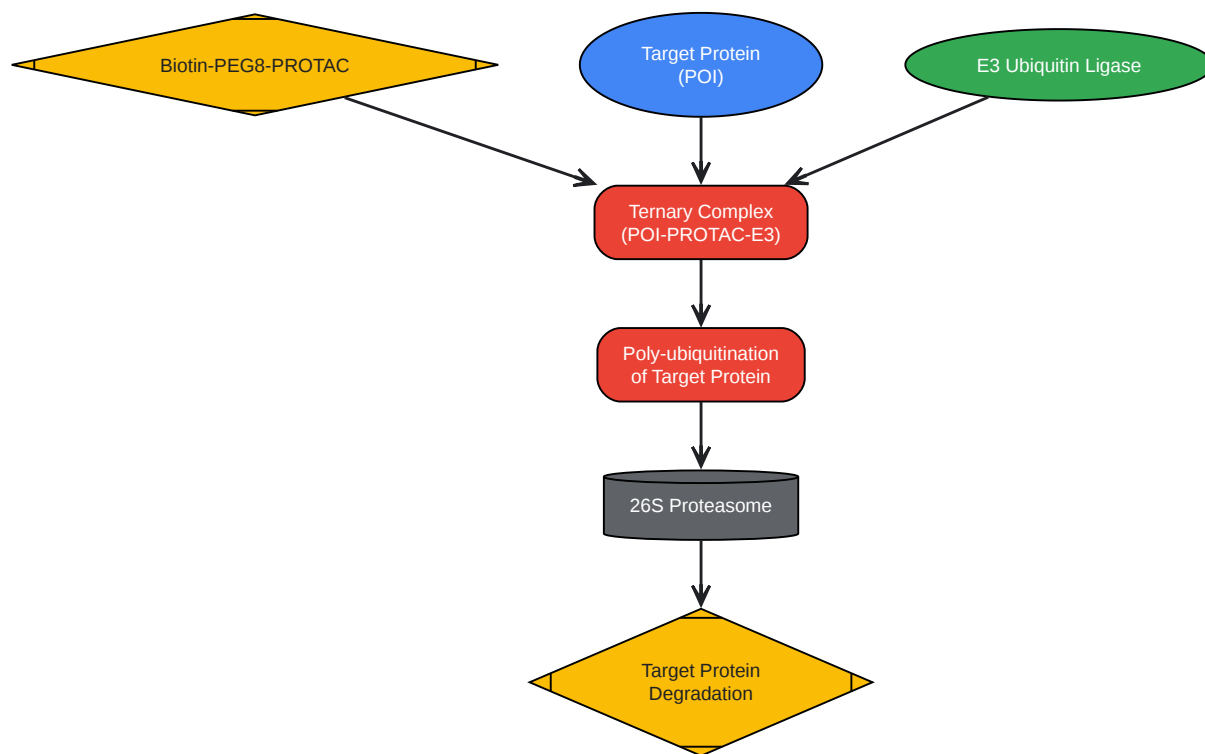 Biotin-PEG8-PROTAC
Target Protein
(POI)
E3 Ubiquitin Ligase
Ternary Complex
(POI-PROTAC-E3)
Poly-ubiquitination
of Target Protein
26S Proteasome
Target Protein
Degradation